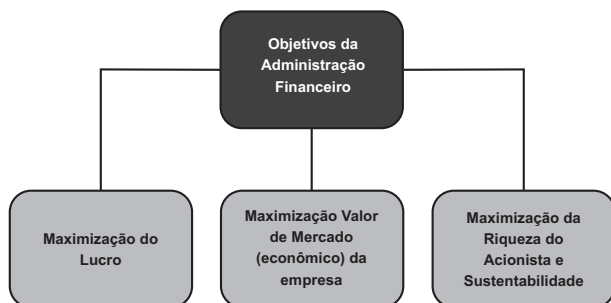 Objetivos da
Administração
Financeiro
Maximização do
Lucro
Maximização Valor
de Mercado
(econômico) da
empresa
Maximização da
Riqueza do
Acionista e
Sustentabilidade